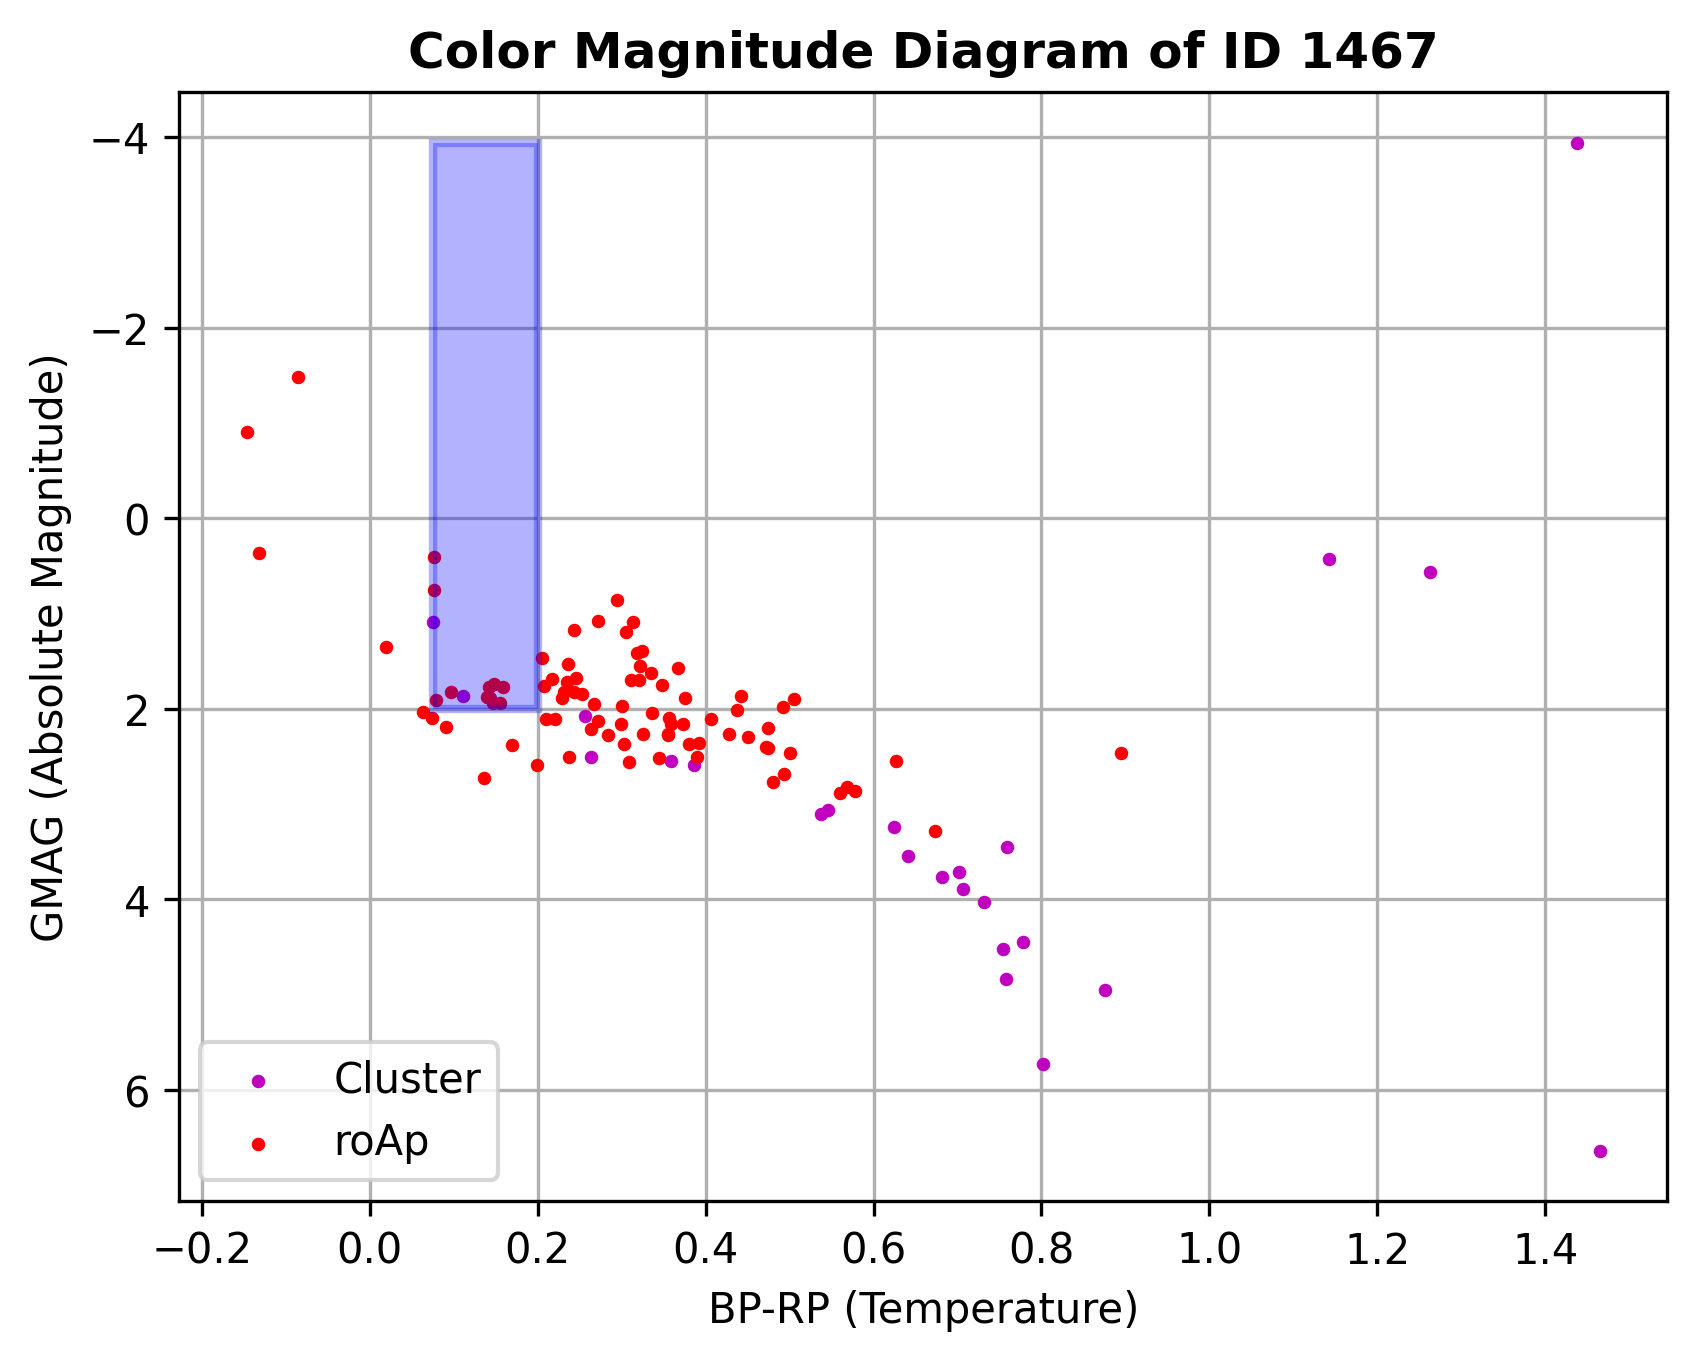 Color Magnitude Diagram of ID 1467
−4
−2
0
2
4
6
GMAG (Absolute Magnitude)
Cluster
roAp
−0.2 0.0 0.2 0.4 0.6 0.8 1.0 1.2 1.4
BP-RP (Temperature)